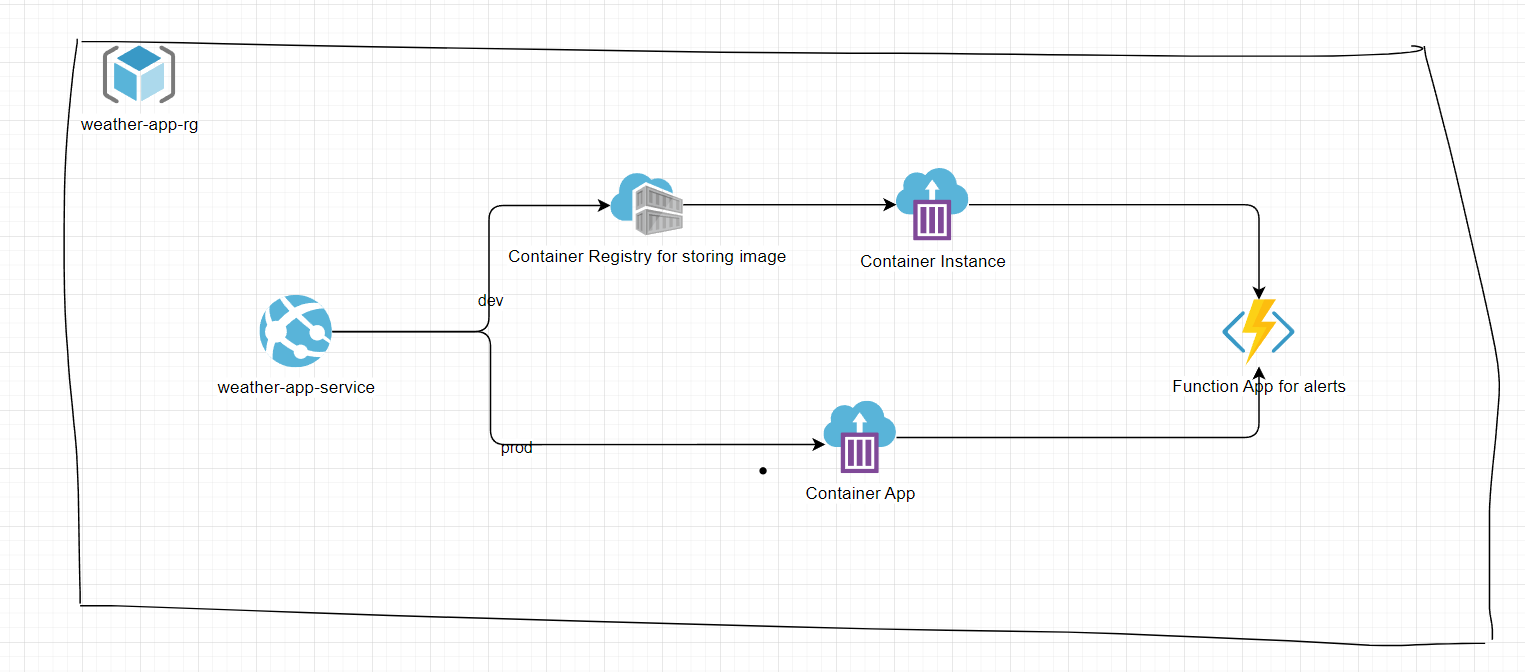 weather-app-rg
Container Registry for storing image
Container Instance
dev
weather-app-service
Function App for alerts
prod
Container App